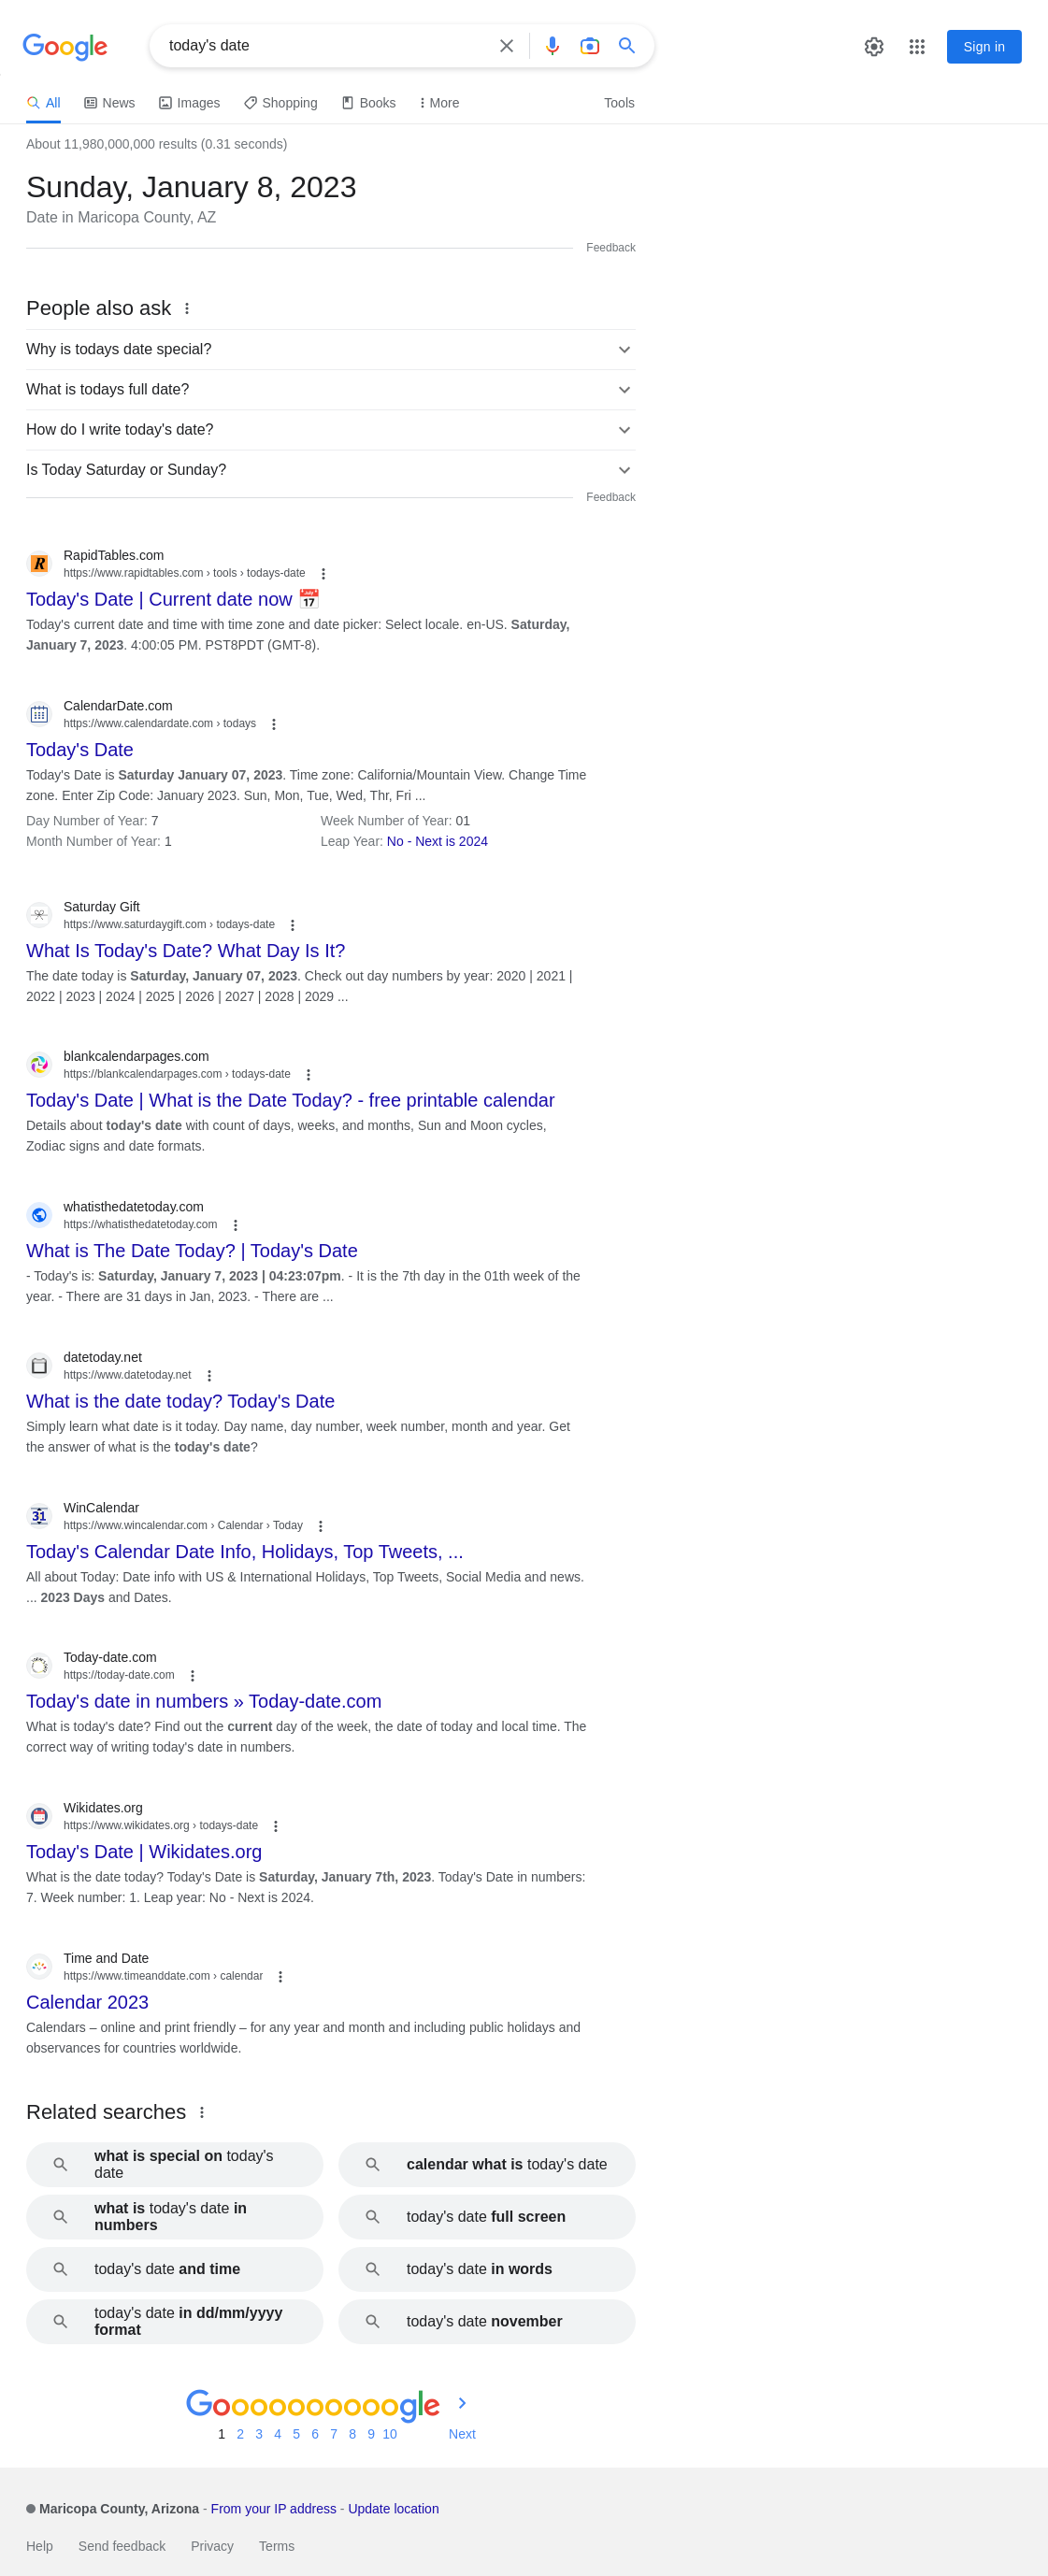 Google
today's date
Sign in
All
News
Images
Shopping
Books
More
Tools
About 11,980,000,000 results (0.31 seconds)
Sunday, January 8, 2023
Date in Maricopa County, AZ
Feedback
People also ask
Why is todays date special?
What is todays full date?
How do I write today's date?
Is Today Saturday or Sunday?
Feedback
RapidTables.com
https://www.rapidtables.com › tools › todays-date
Today's Date | Current date now 📅
Today's current date and time with time zone and date picker: Select locale. en-US. Saturday,
January 7, 2023. 4:00:05 PM. PST8PDT (GMT-8).
CalendarDate.com
https://www.calendardate.com › todays
Today's Date
Today's Date is Saturday January 07, 2023. Time zone: California/Mountain View. Change Time
zone. Enter Zip Code: January 2023. Sun, Mon, Tue, Wed, Thr, Fri ...
Day Number of Year: 7
Week Number of Year: 01
Month Number of Year: 1
Leap Year: No - Next is 2024
Saturday Gift
https://www.saturdaygift.com › todays-date
What Is Today's Date? What Day Is It?
The date today is Saturday, January 07, 2023. Check out day numbers by year: 2020 | 2021 |
2022 | 2023 | 2024 | 2025 | 2026 | 2027 | 2028 | 2029 ...
blankcalendarpages.com
https://blankcalendarpages.com › todays-date
Today's Date | What is the Date Today? - free printable calendar
Details about today's date with count of days, weeks, and months, Sun and Moon cycles,
Zodiac signs and date formats.
whatisthedatetoday.com
https://whatisthedatetoday.com
What is The Date Today? | Today's Date
- Today's is: Saturday, January 7, 2023 | 04:23:07pm. - It is the 7th day in the 01th week of the
year. - There are 31 days in Jan, 2023. - There are ...
datetoday.net
https://www.datetoday.net
What is the date today? Today's Date
Simply learn what date is it today. Day name, day number, week number, month and year. Get
the answer of what is the today's date?
31
WinCalendar
https://www.wincalendar.com › Calendar › Today
Today's Calendar Date Info, Holidays, Top Tweets, ...
All about Today: Date info with US & International Holidays, Top Tweets, Social Media and news.
... 2023 Days and Dates.
Today-date.com
https://today-date.com
Today's date in numbers » Today-date.com
What is today's date? Find out the current day of the week, the date of today and local time. The
correct way of writing today's date in numbers.
Wikidates.org
https://www.wikidates.org › todays-date
Today's Date | Wikidates.org
What is the date today? Today's Date is Saturday, January 7th, 2023. Today's Date in numbers:
7. Week number: 1. Leap year: No - Next is 2024.
Time and Date
https://www.timeanddate.com › calendar
Calendar 2023
Calendars – online and print friendly – for any year and month and including public holidays and
observances for countries worldwide.
Related searches
what is special on today's
date
calendar what is today's date
what is today's date in
numbers
today's date full screen
today's date and time
today's date in words
today's date in dd/mm/yyyy
format
today's date november
Goooooooooogle
1 2 3 4 5 6 7 8 9 10 Next
Maricopa County, Arizona - From your IP address - Update location
Help Send feedback Privacy Terms